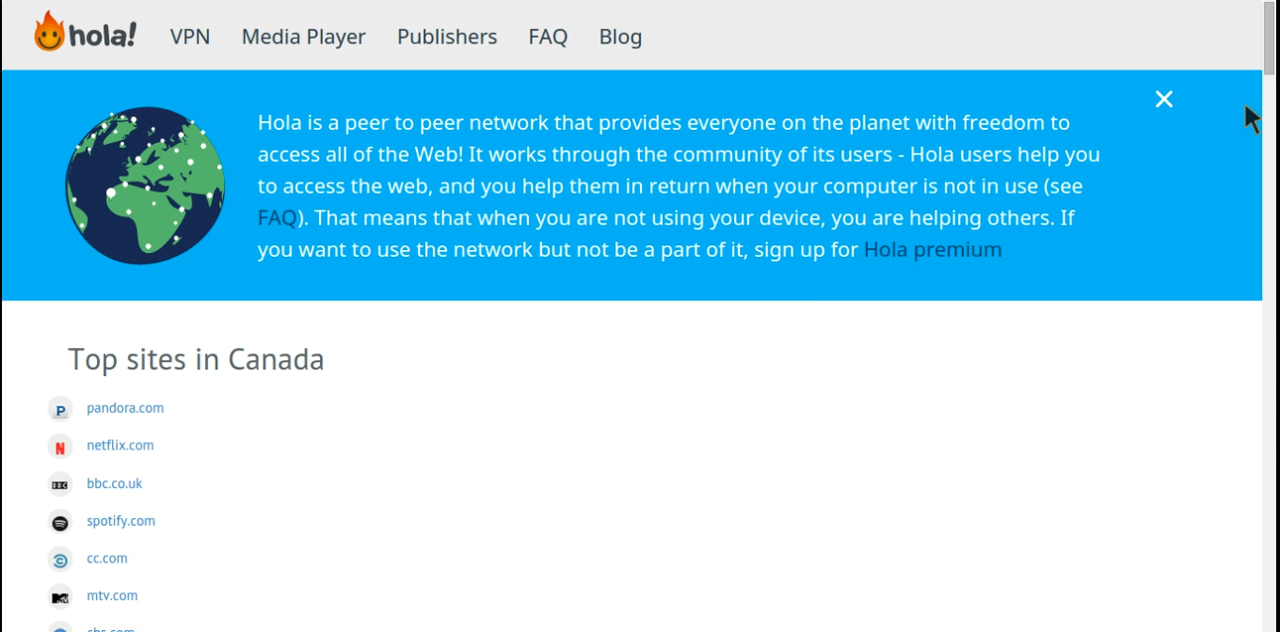 hola! VPN Media Player Publishers FAQ Blog
Hola is a peer to peer network that provides everyone on the planet with freedom to
access all of the Web! It works through the community of its users - Hola users help you
to access the web, and you help them in return when your computer is not in use (see
FAQ). That means that when you are not using your device, you are helping others. If
you want to use the network but not be a part of it, sign up for Hola premium
Top sites in Canada
P pandora.com
N netflix.com
BBC bbc.co.uk
spotify.com
cc.com
mtv.com